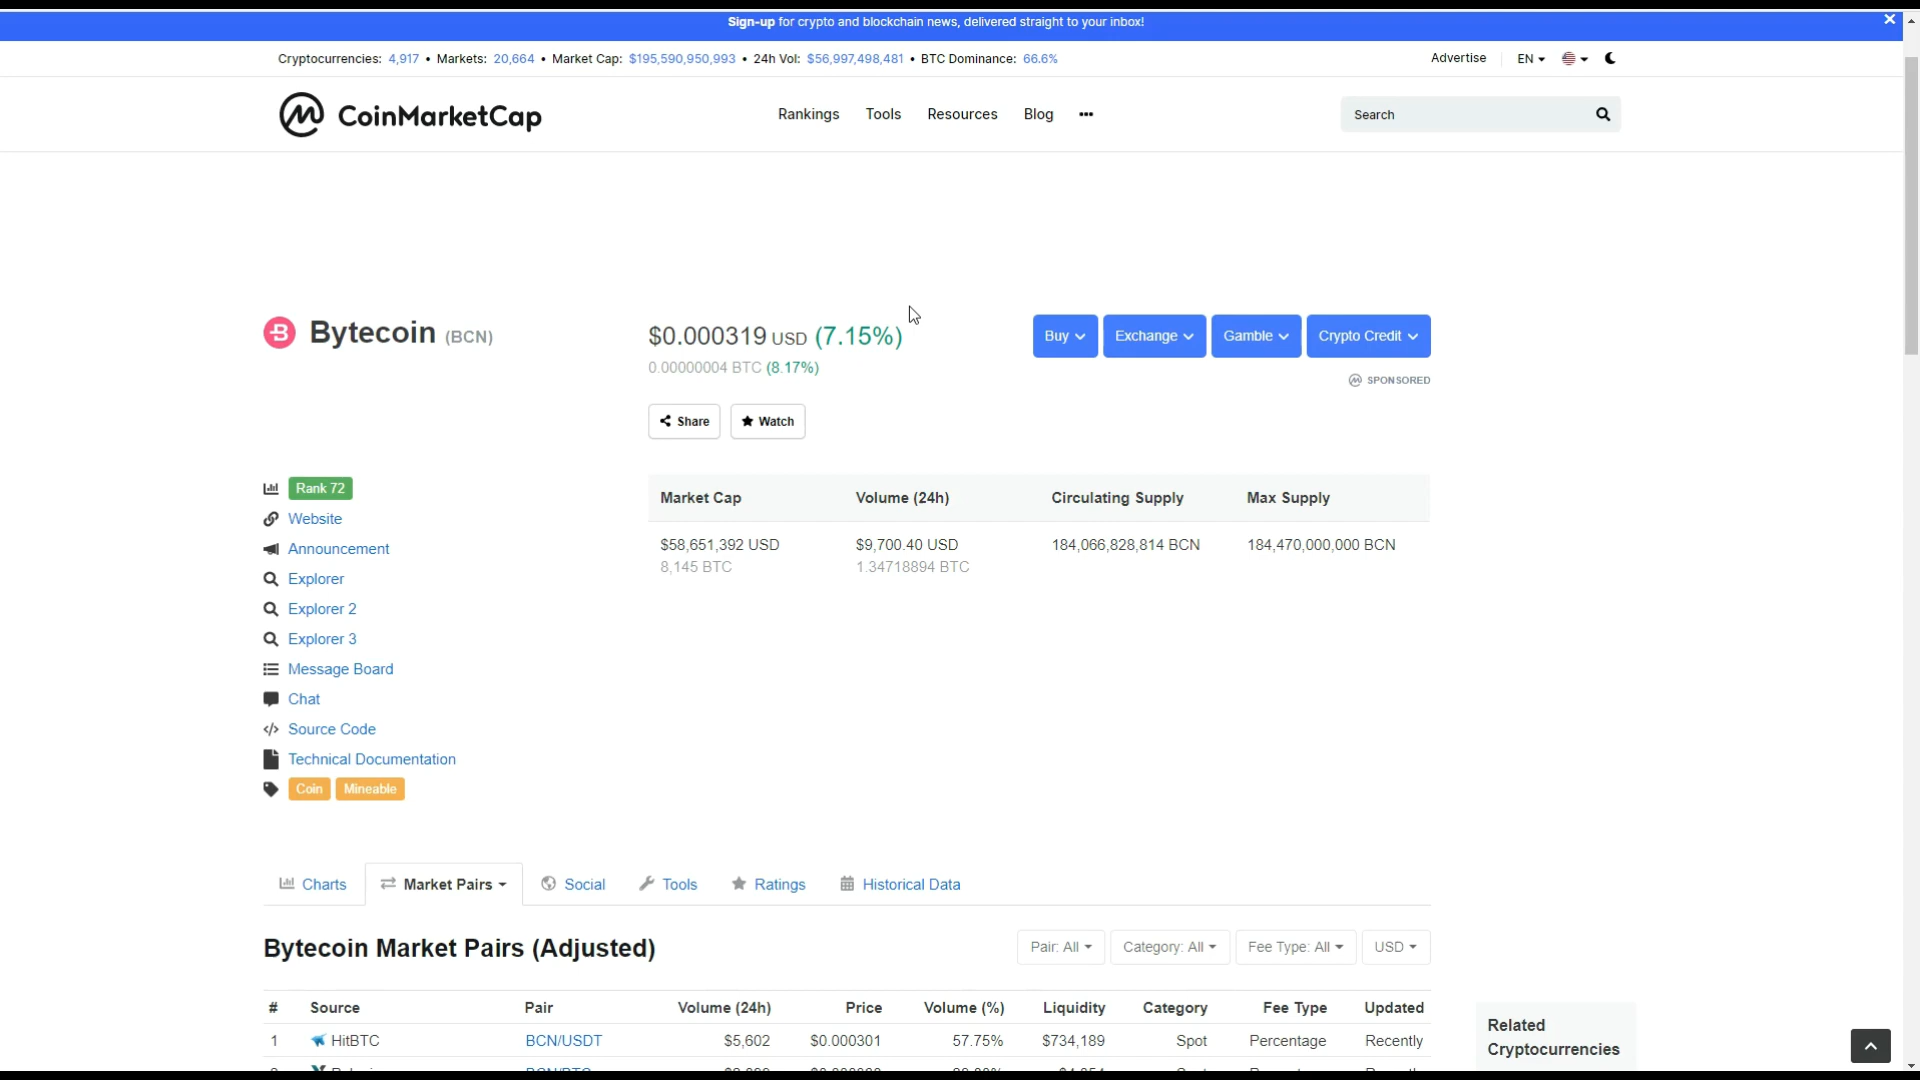 Sign-up for crypto and blockchain news, delivered straight to your inbox!
Cryptocurrencies: 4,917 • Markets: 20,664 • Market Cap: $195,590,950,993 • 24h Vol: $56,997,498,481 • BTC Dominance: 66.6%
Advertise EN
CoinMarketCap
Rankings Tools Resources Blog •••
Search
Bytecoin (BCN)
$0.000319 USD (7.15%)
0.00000004 BTC (8.17%)
Buy Exchange Gamble Crypto Credit
SPONSORED
Share Watch
Rank 72
Website
Announcement
Explorer
Explorer 2
Explorer 3
Message Board
Chat
Source Code
Technical Documentation
Coin Mineable
Market Cap Volume (24h) Circulating Supply Max Supply
$58,651,392 USD $9,700.40 USD 184,066,828,814 BCN 184,470,000,000 BCN
8,145 BTC 1.34718894 BTC
Charts Market Pairs Social Tools Ratings Historical Data
Bytecoin Market Pairs (Adjusted)
Pair: All Category: All Fee Type: All USD
# Source Pair Volume (24h) Price Volume (%) Liquidity Category Fee Type Updated
1 HitBTC BCN/USDT $5,602 $0.000301 57.75% $734,189 Spot Percentage Recently
Related
Cryptocurrencies